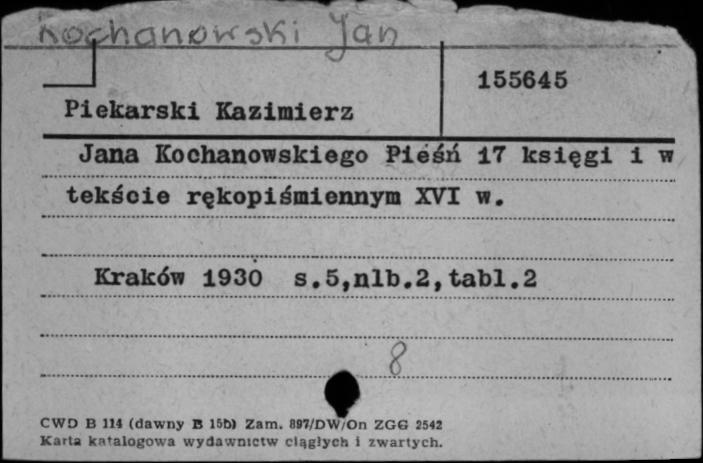 Kochanowski Jan
155645
Piekarski Kazimierz
Jana Kochanowskiego Pieśń 17 księgi i w
tekście rękopiśmiennym XVI w.
Kraków 1930 s.5,nlb.2,tabl.2
8
CWD B 114 (dawny B 15b) Zam. 897/DW/On ZGG 2542
Karta katalogowa wydawnictw ciągłych i zwartych.